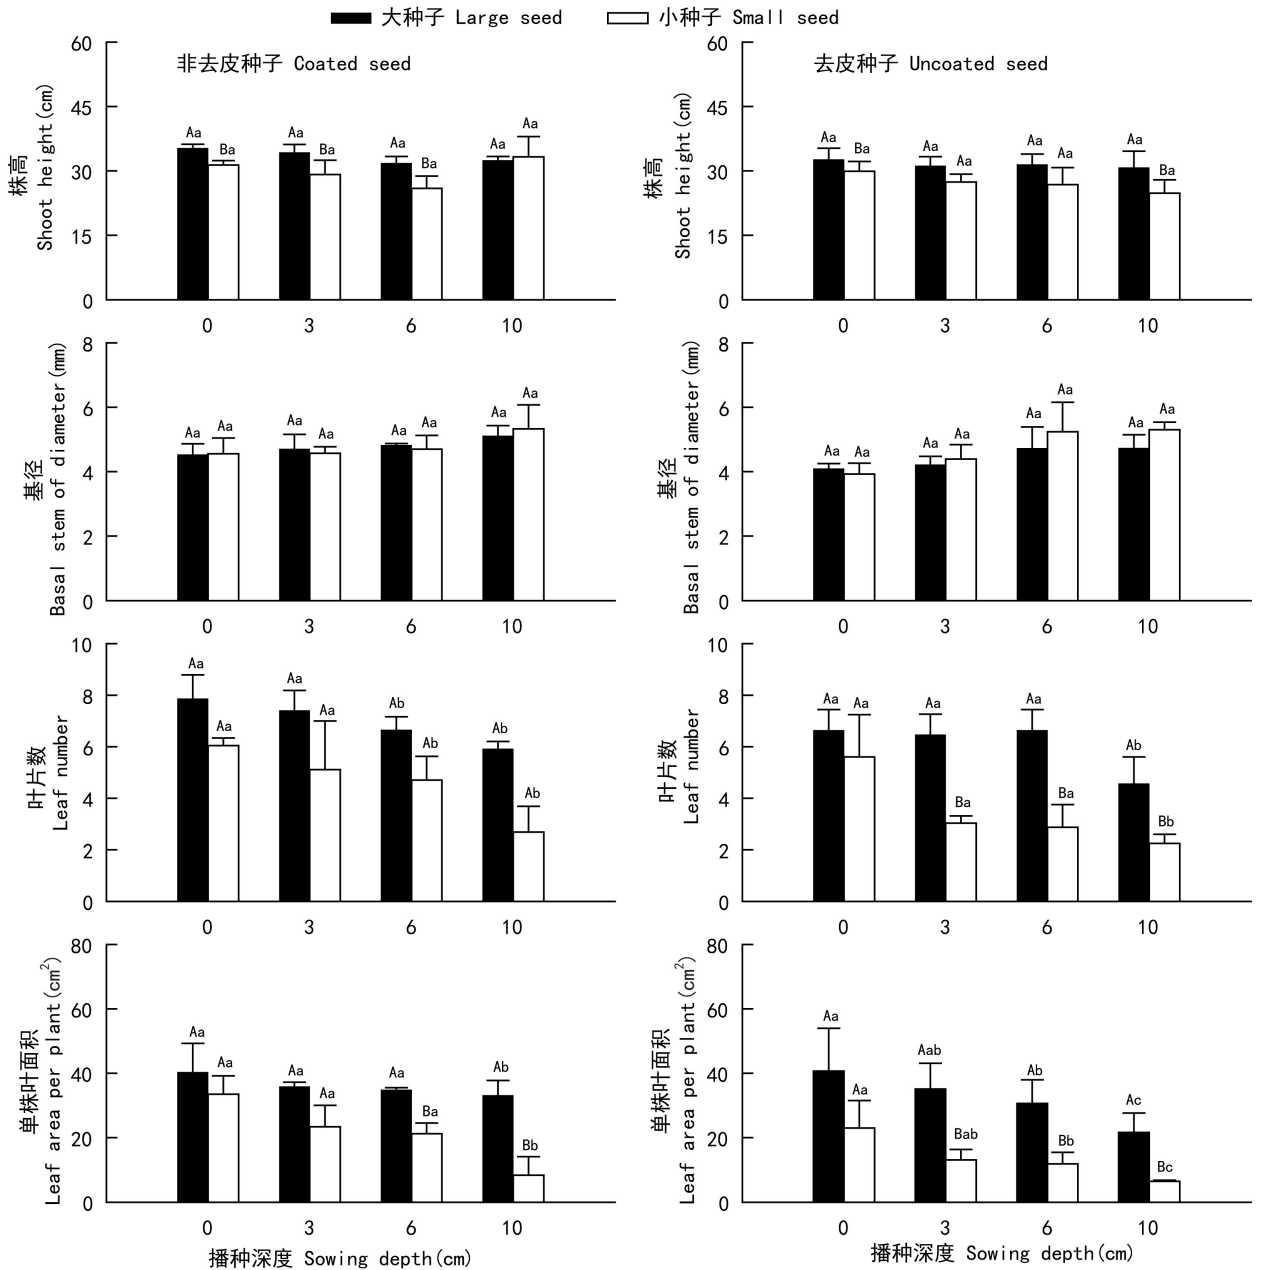 大种子 Large seed 小种子 Small seed
非去皮种子 Coated seed
株高
Shoot height(cm)
60
45
30
15
0
Aa Ba Aa Ba Aa Ba Aa Aa
0 3 6 10
去皮种子 Uncoated seed
株高
Shoot height(cm)
60
45
30
15
0
Aa Ba Aa Aa Aa Aa Aa Ba
0 3 6 10
基径
Basal stem of diameter(mm)
8
6
4
2
0
Aa Aa Aa Aa Aa Aa Aa Aa
0 3 6 10
基径
Basal stem of diameter(mm)
8
6
4
2
0
Aa Aa Aa Aa Aa Aa Aa Aa
0 3 6 10
叶片数
Leaf number
10
8
6
4
2
0
Aa Aa Aa Aa Ab Ab Ab Ab
0 3 6 10
叶片数
Leaf number
10
8
6
4
2
0
Aa Aa Aa Ba Aa Ba Ab Bb
0 3 6 10
单株叶面积
Leaf area per plant(cm²)
80
60
40
20
0
Aa Aa Aa Aa Aa Ba Ab Bb
0 3 6 10
播种深度 Sowing depth(cm)
单株叶面积
Leaf area per plant(cm²)
80
60
40
20
0
Aa Aa Aab Bab Ab Bb Ac Bc
0 3 6 10
播种深度 Sowing depth(cm)